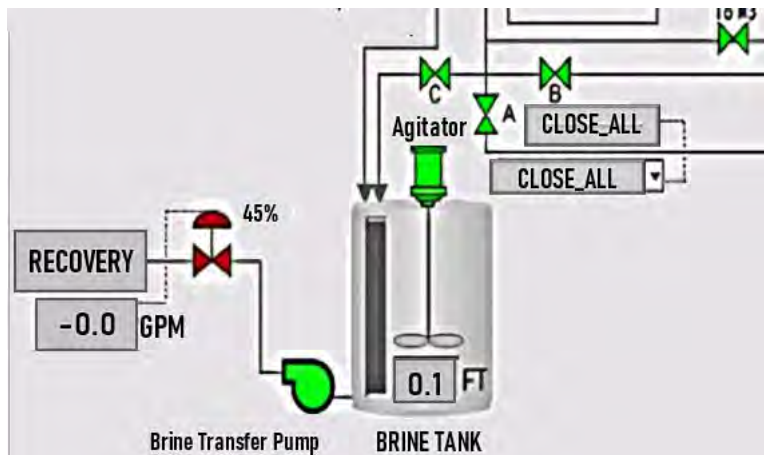 C
B
A
Agitator
CLOSE_ALL
CLOSE_ALL
45%
RECOVERY
-0.0 GPM
0.1 FT
Brine Transfer Pump
BRINE TANK